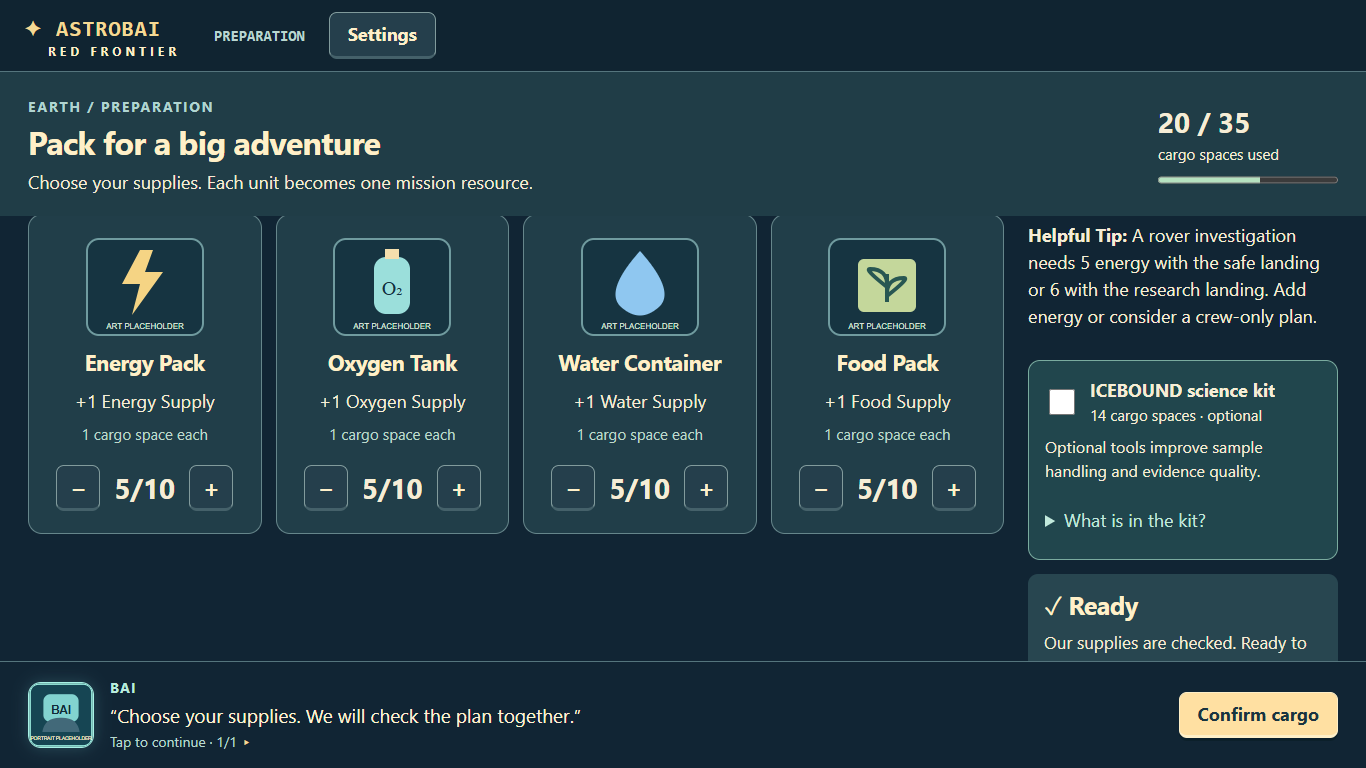 ✦ ASTROBAI
RED FRONTIER
PREPARATION
Settings
EARTH / PREPARATION
Pack for a big adventure
Choose your supplies. Each unit becomes one mission resource.
20 / 35
cargo spaces used
ART PLACEHOLDER
Energy Pack
+1 Energy Supply
1 cargo space each
− 5/10 +
O₂
ART PLACEHOLDER
Oxygen Tank
+1 Oxygen Supply
1 cargo space each
− 5/10 +
ART PLACEHOLDER
Water Container
+1 Water Supply
1 cargo space each
− 5/10 +
ART PLACEHOLDER
Food Pack
+1 Food Supply
1 cargo space each
− 5/10 +
Helpful Tip: A rover investigation
needs 5 energy with the safe landing
or 6 with the research landing. Add
energy or consider a crew-only plan.
ICEBOUND science kit
14 cargo spaces · optional
Optional tools improve sample
handling and evidence quality.
▶ What is in the kit?
✓ Ready
Our supplies are checked. Ready to
BAI
PORTRAIT PLACEHOLDER
BAI
“Choose your supplies. We will check the plan together.”
Tap to continue · 1/1 ▸
Confirm cargo